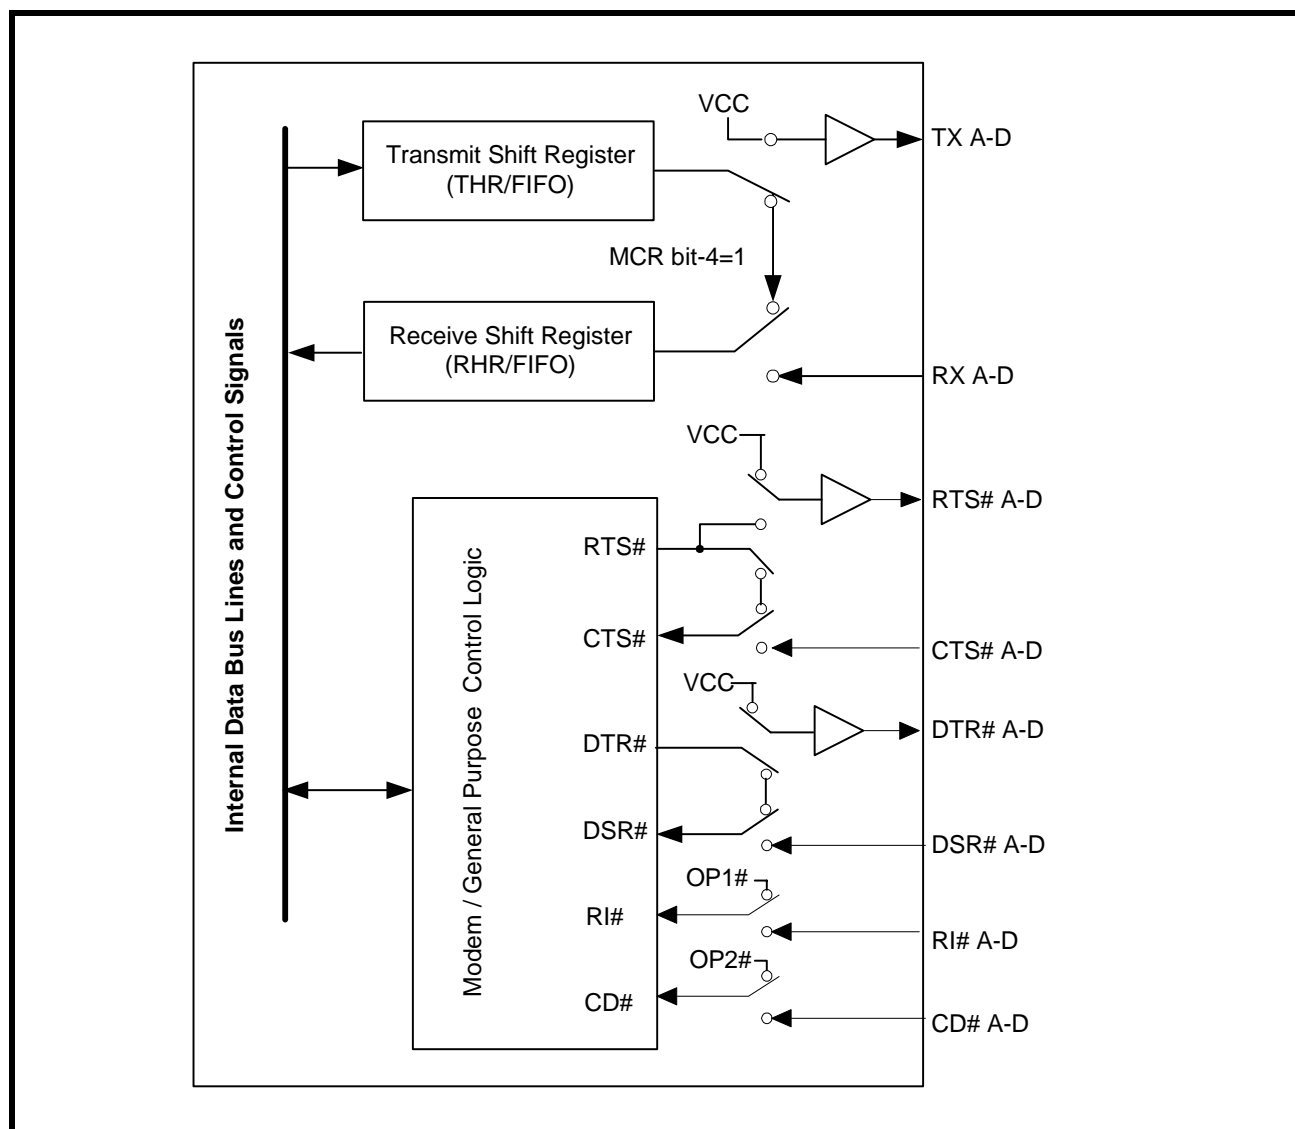 VCC
TX A-D
Transmit Shift Register
(THR/FIFO)
MCR bit-4=1
Receive Shift Register
(RHR/FIFO)
RX A-D
Internal Data Bus Lines and Control Signals
VCC
RTS# A-D
Modem / General Purpose Control Logic
RTS#
CTS#
CTS# A-D
VCC
DTR# A-D
DTR#
DSR#
DSR# A-D
OP1#
RI#
RI# A-D
OP2#
CD#
CD# A-D